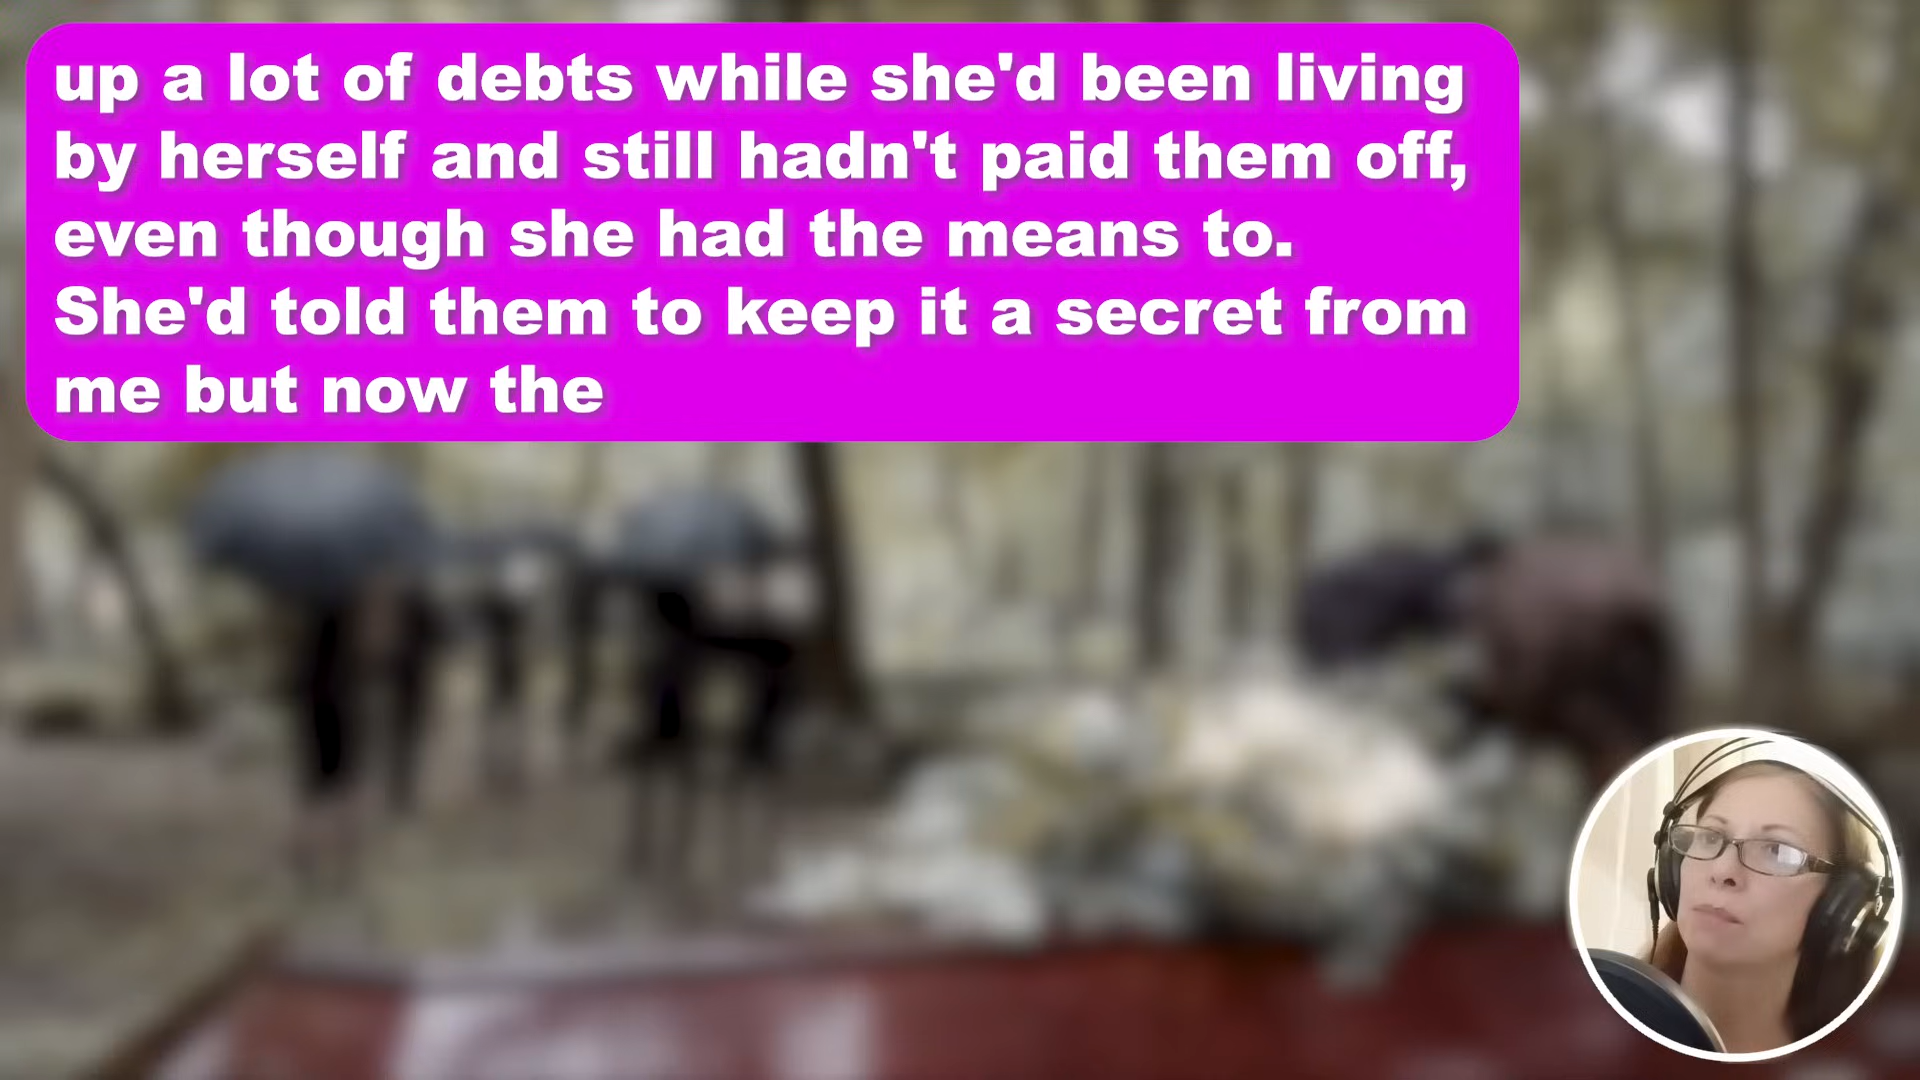 up a lot of debts while she'd been living
by herself and still hadn't paid them off,
even though she had the means to.
She'd told them to keep it a secret from
me but now the